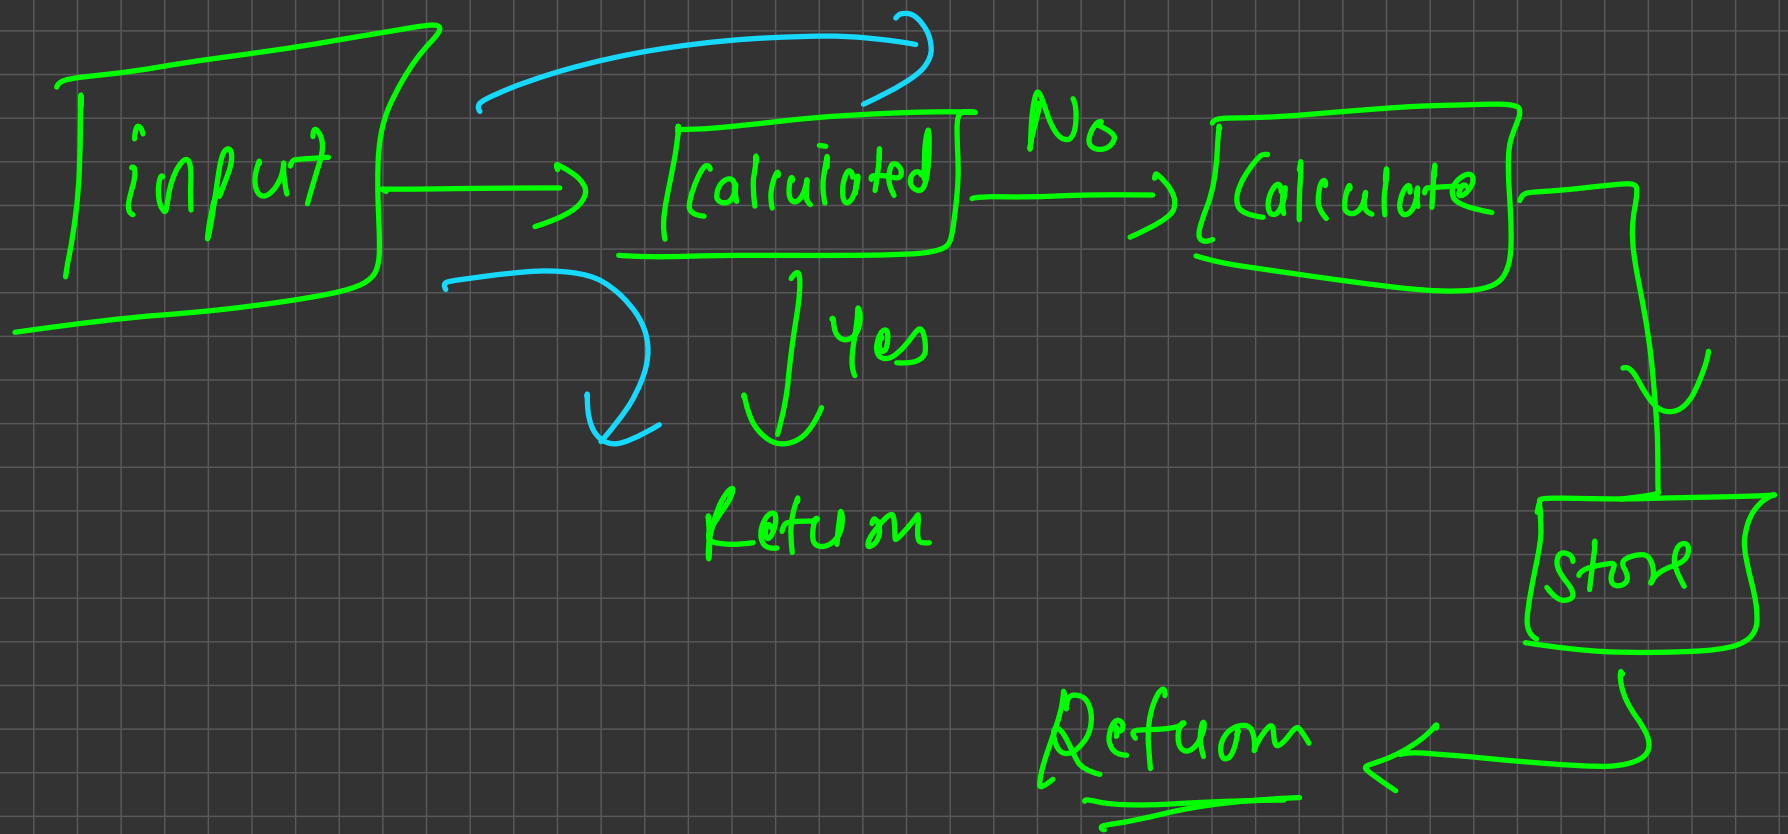 input
Calculated
No
Calculate
Yes
Return
Store
Return